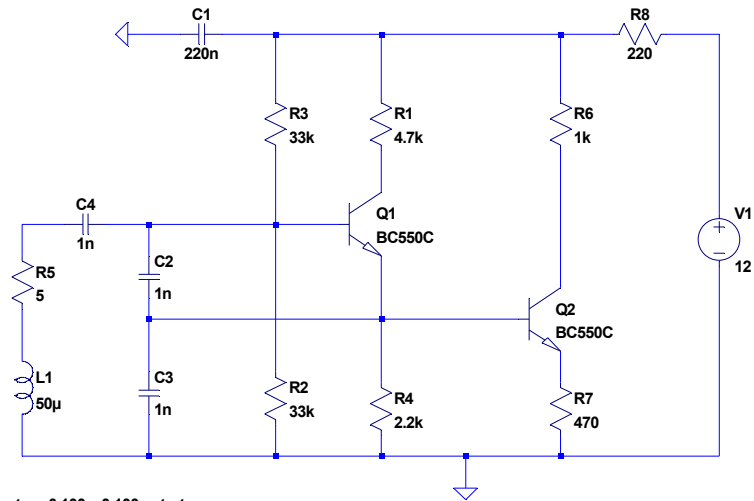 C1
220n
R8
220
R3
33k
R1
4.7k
R6
1k
C4
1n
Q1
BC550C
V1
12
R5
5
C2
1n
Q2
BC550C
L1
50µ
C3
1n
R2
33k
R4
2.2k
R7
470